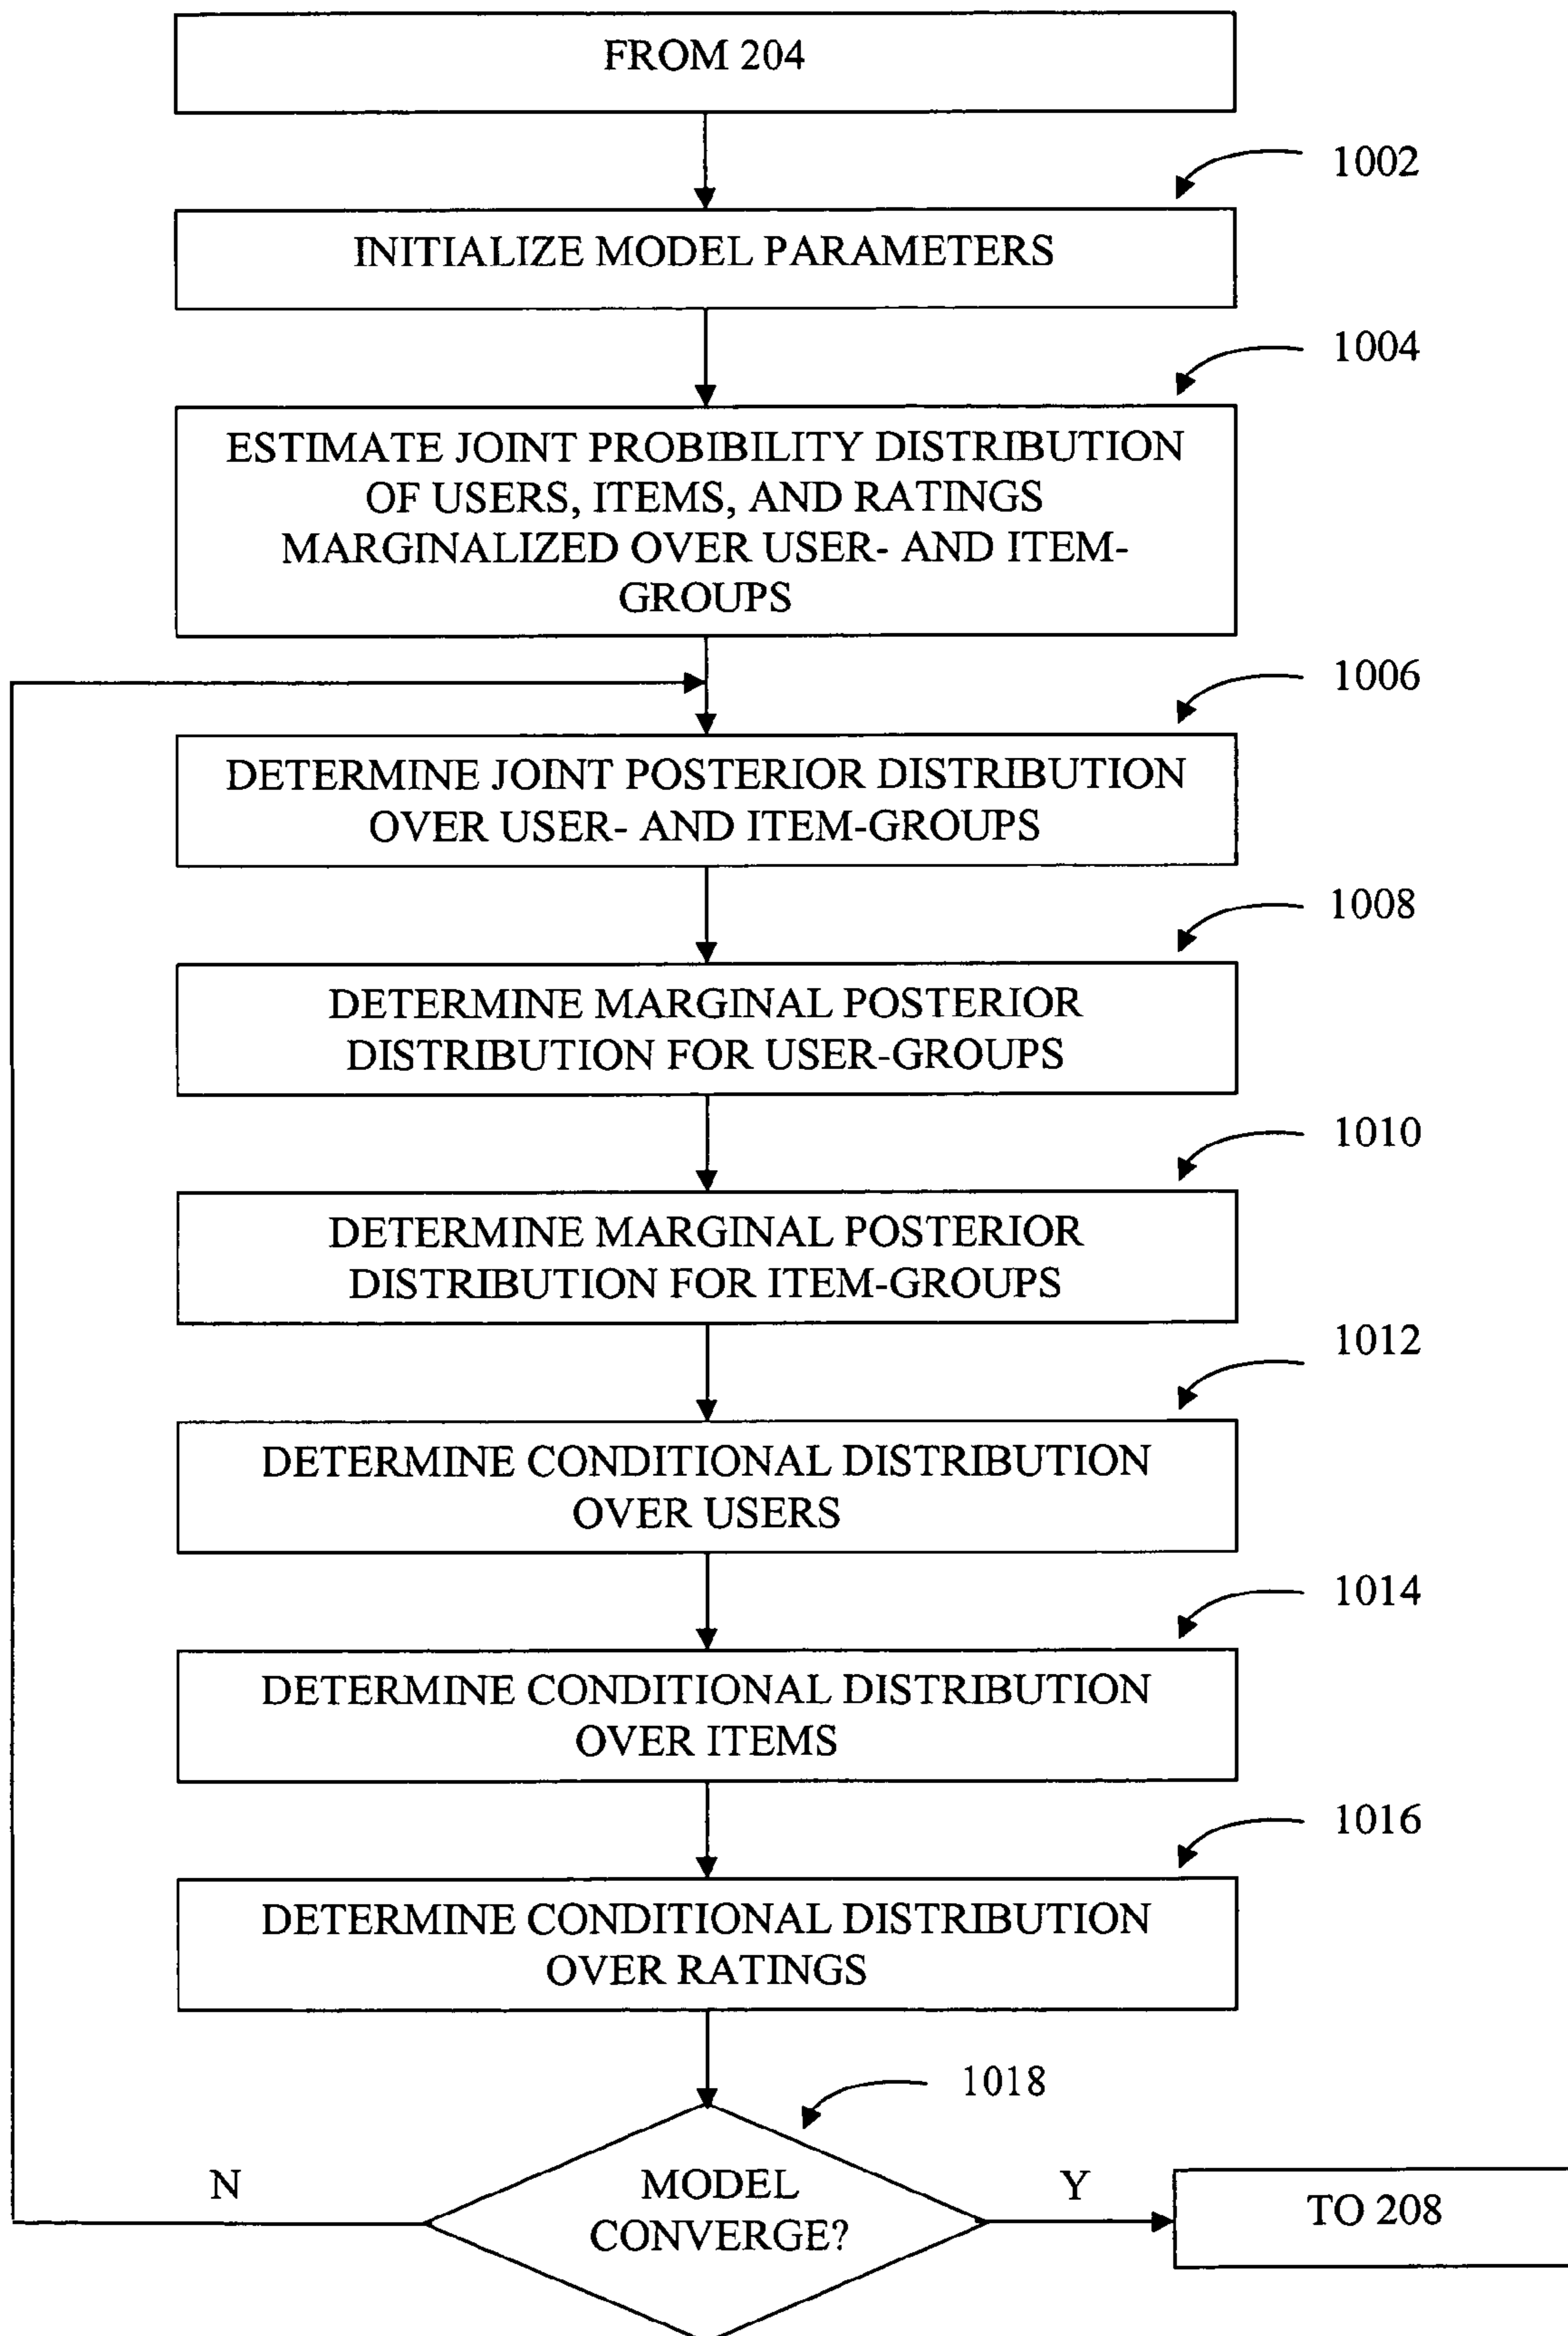 FROM 204
1002
INITIALIZE MODEL PARAMETERS
1004
ESTIMATE JOINT PROBIBILITY DISTRIBUTION
OF USERS, ITEMS, AND RATINGS
MARGINALIZED OVER USER- AND ITEM-
GROUPS
1006
DETERMINE JOINT POSTERIOR DISTRIBUTION
OVER USER- AND ITEM-GROUPS
1008
DETERMINE MARGINAL POSTERIOR
DISTRIBUTION FOR USER-GROUPS
1010
DETERMINE MARGINAL POSTERIOR
DISTRIBUTION FOR ITEM-GROUPS
1012
DETERMINE CONDITIONAL DISTRIBUTION
OVER USERS
1014
DETERMINE CONDITIONAL DISTRIBUTION
OVER ITEMS
1016
DETERMINE CONDITIONAL DISTRIBUTION
OVER RATINGS
1018
N
MODEL
CONVERGE?
Y
TO 208